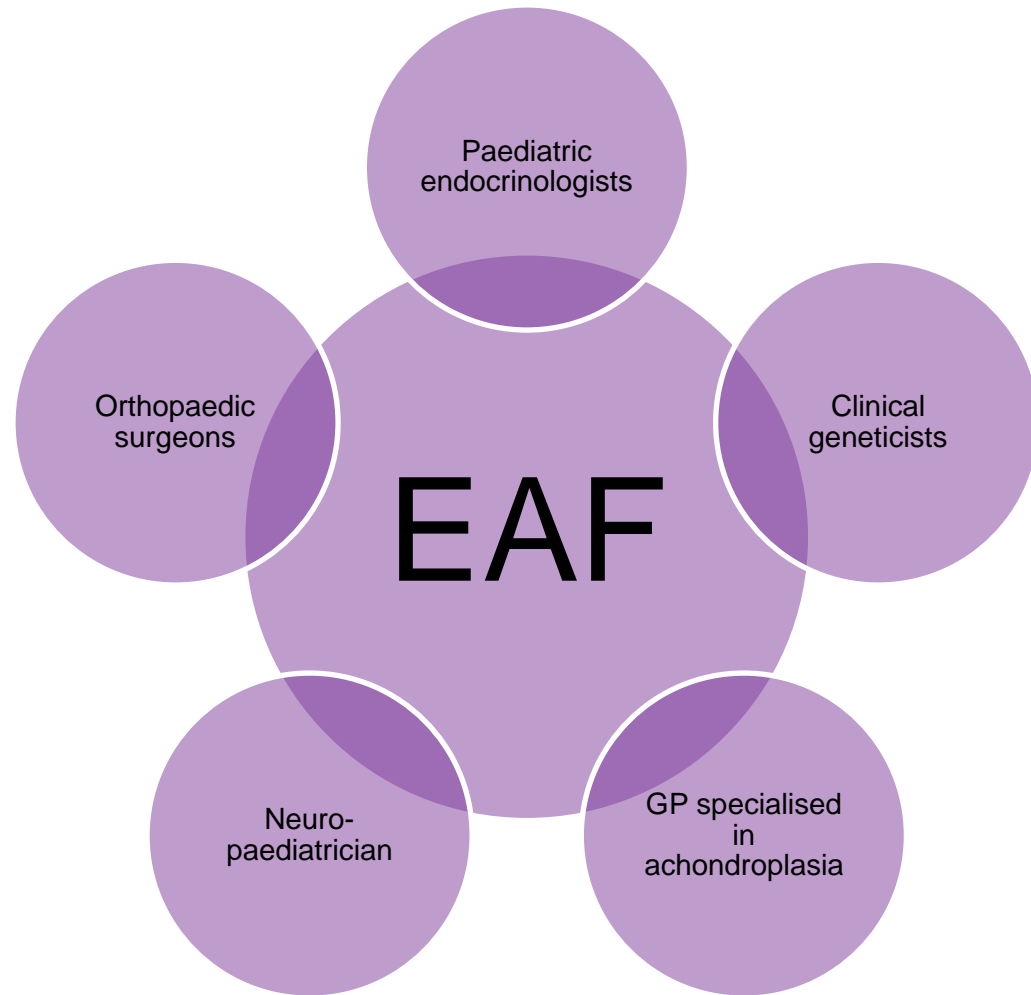 Paediatric
endocrinologists
Orthopaedic
surgeons
Clinical
geneticists
EAF
Neuro-
paediatrician
GP specialised
in
achondroplasia